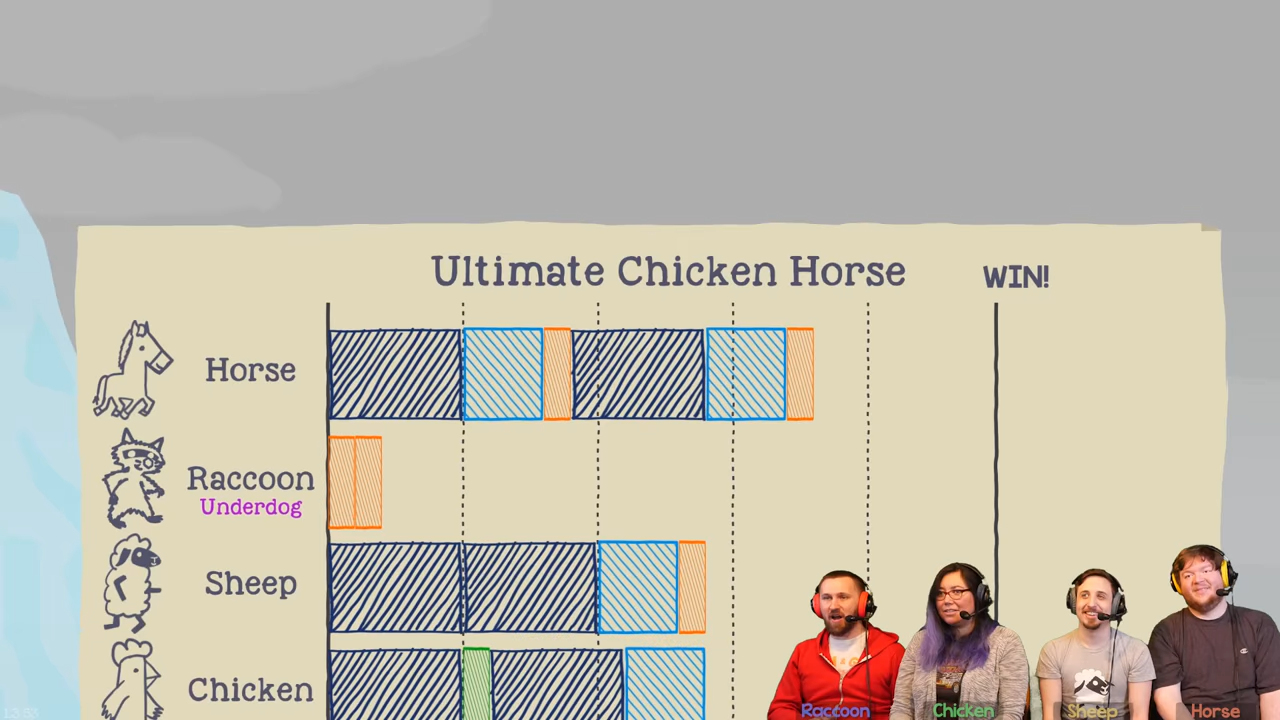 Ultimate Chicken Horse
WIN!
Horse
Raccoon
Underdog
Sheep
Chicken
Raccoon
Chicken
Sheep
Horse